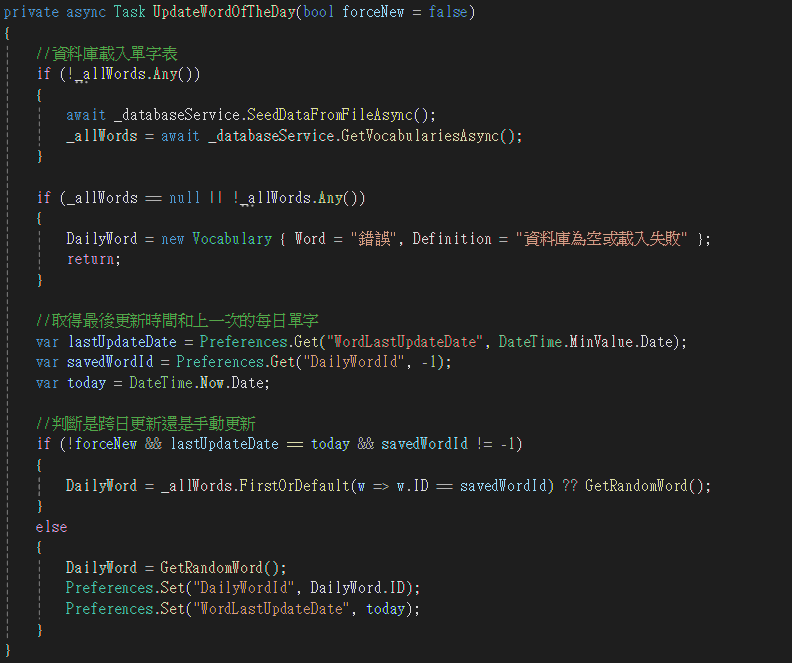 private async Task UpdateWordOfTheDay(bool forceNew = false)
{
//資料庫載入單字表
if (!_allWords.Any())
{
await _databaseService.SeedDataFromFileAsync();
_allWords = await _databaseService.GetVocabulariesAsync();
}
if (_allWords == null || !_allWords.Any())
{
DailyWord = new Vocabulary { Word = "錯誤", Definition = "資料庫為空或載入失敗" };
return;
}
//取得最後更新時間和上一次的每日單字
var lastUpdateDate = Preferences.Get("WordLastUpdateDate", DateTime.MinValue.Date);
var savedWordId = Preferences.Get("DailyWordId", -1);
var today = DateTime.Now.Date;
//判斷是跨日更新還是手動更新
if (!forceNew && lastUpdateDate == today && savedWordId != -1)
{
DailyWord = _allWords.FirstOrDefault(w => w.ID == savedWordId) ?? GetRandomWord();
}
else
{
DailyWord = GetRandomWord();
Preferences.Set("DailyWordId", DailyWord.ID);
Preferences.Set("WordLastUpdateDate", today);
}
}